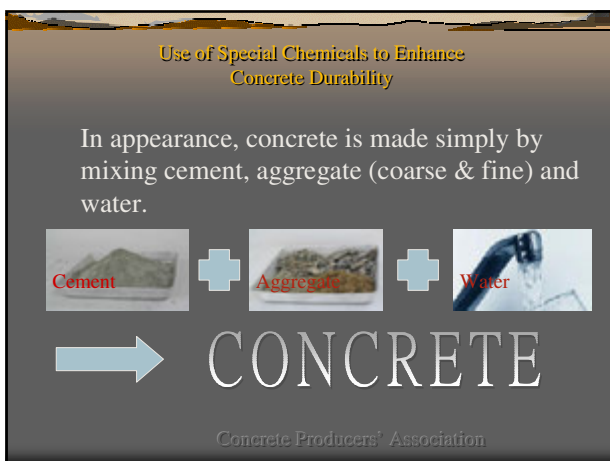 Use of Special Chemicals to Enhance
Concrete Durability
In appearance, concrete is made simply by
mixing cement, aggregate (coarse & fine) and
water.
Cement
Aggregate
Water
CONCRETE
Concrete Producers' Association